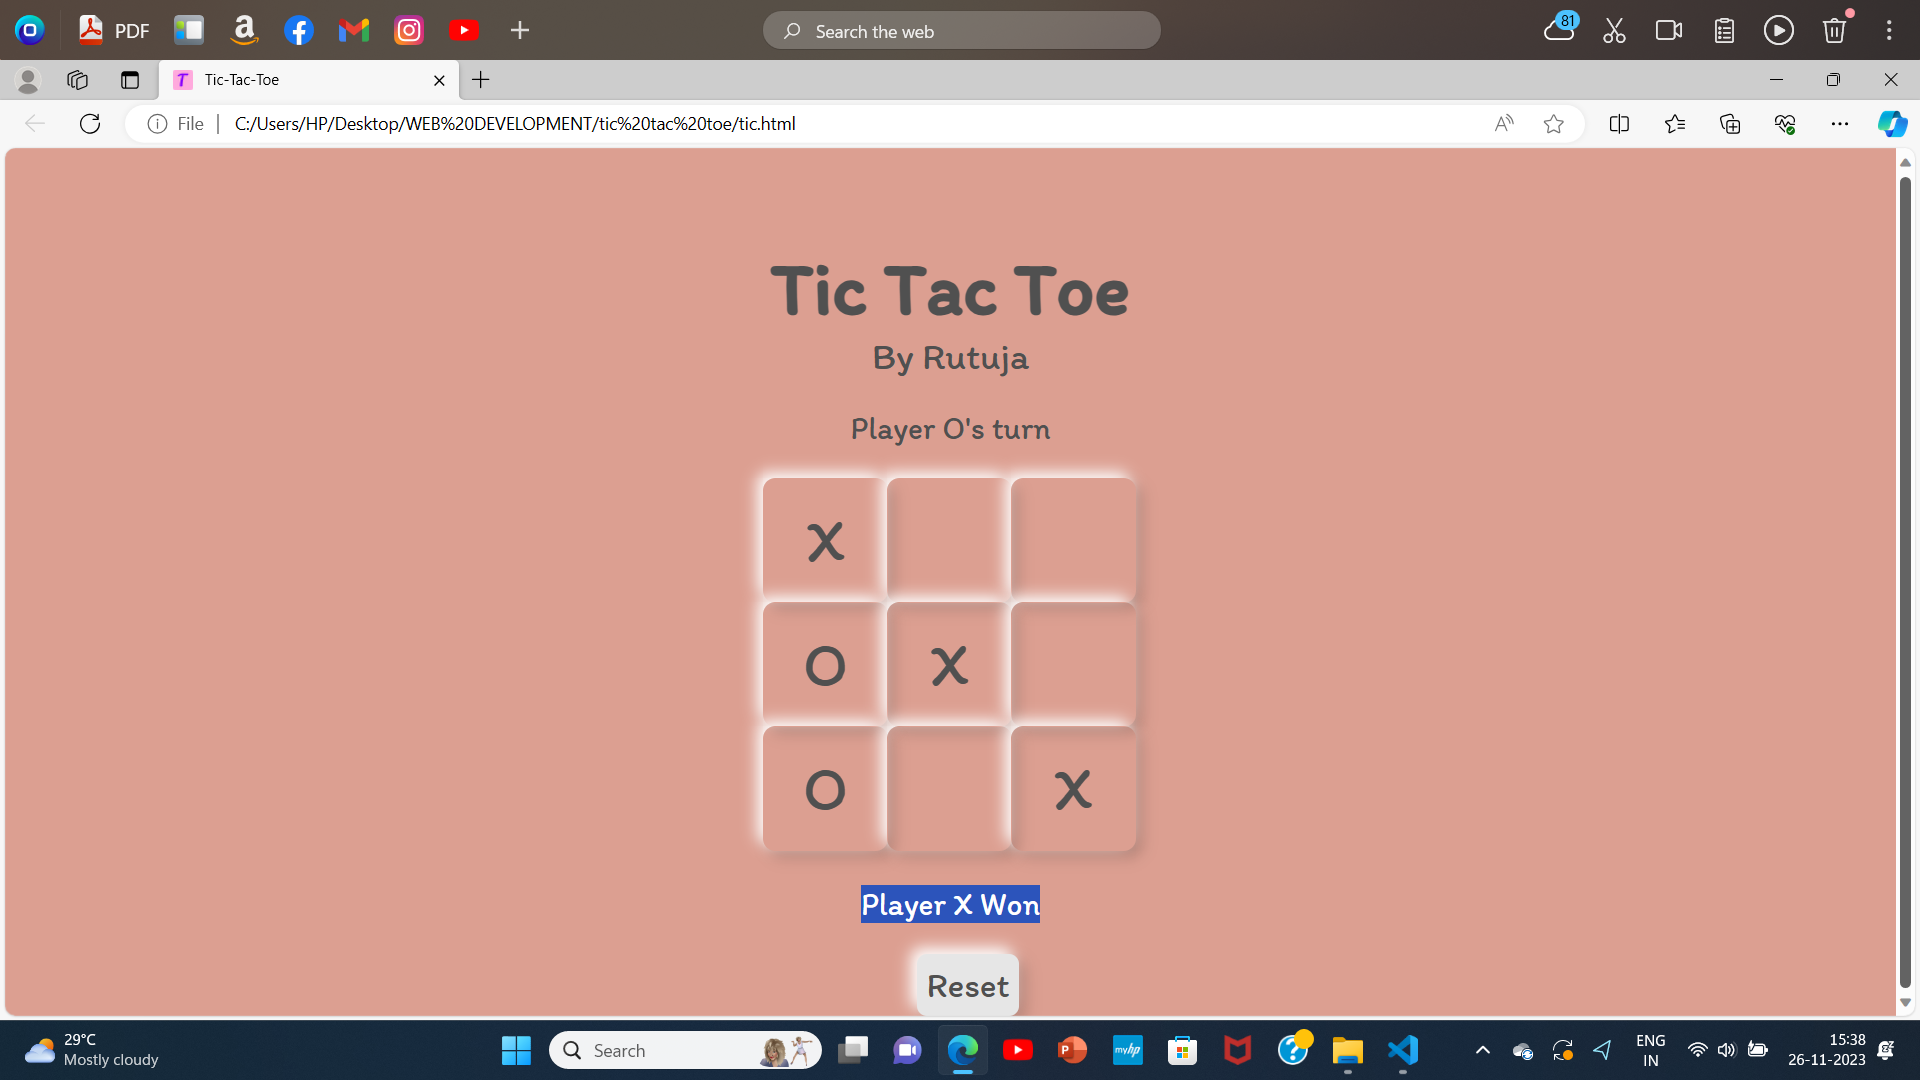 PDF
Search the web
81
Tic-Tac-Toe
File
C:/Users/HP/Desktop/WEB%20DEVELOPMENT/tic%20tac%20toe/tic.html
Tic Tac Toe
By Rutuja
Player O's turn
X
O X
O X
Player X Won
Reset
29°C
Mostly cloudy
Search
myhp
ENG
IN
15:38
26-11-2023